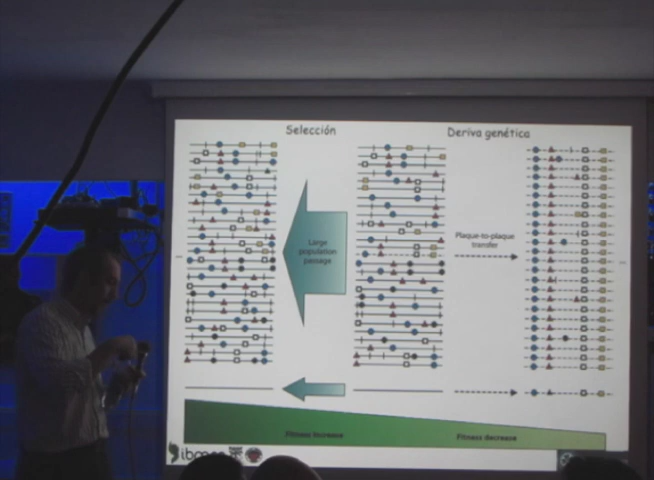 Selección
Deriva genética
Large
population
passage
Plaque-to-plaque
transfer
Fitness increase
Fitness decrease